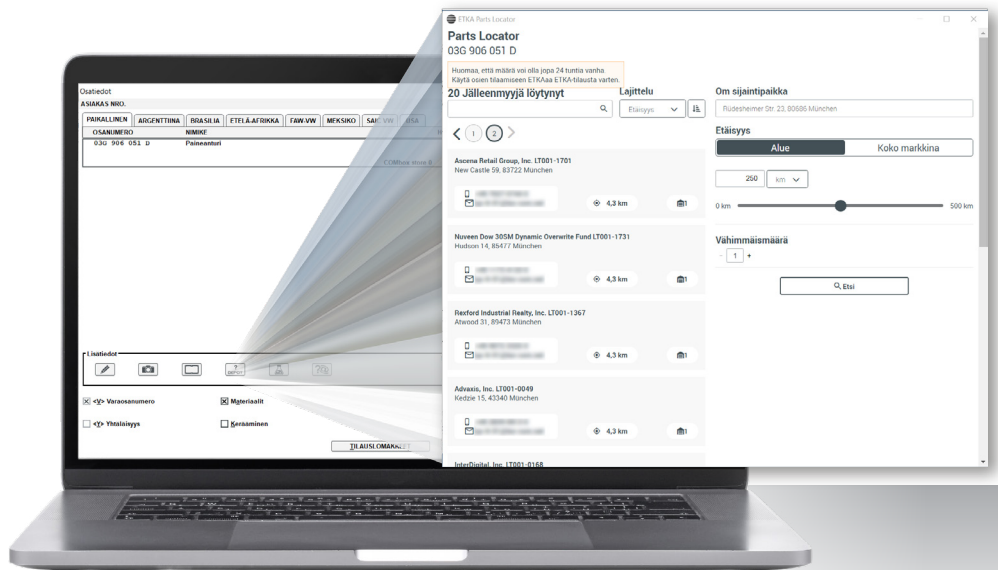 ETKA Parts Locator
Parts Locator
03G 906 051 D
Huomaa, että määrä voi olla jopa 24 tuntia vanha.
Käytä osien tilaamiseen ETKAaa ETKA-tilausta varten.
20 Jälleenmyyjä löytynyt
Lajittelu
Etäisyys
1
2
Ascena Retail Group, Inc. LT001-1701
New Castle 59, 83722 München
4,3 km
1
Nuveen Dow 30SM Dynamic Overwrite Fund LT001-1731
Hudson 14, 85477 München
4,3 km
1
Rexford Industrial Realty, Inc. LT001-1367
Atwood 31, 89473 München
4,3 km
1
Advaxis, Inc. LT001-0049
Kedzie 15, 43340 München
4,3 km
1
InterDigital, Inc. LT001-0168
Om sijaintipaikka
Rüdesheimer Str. 23, 80686 München
Etäisyys
Alue
Koko markkina
250
km
0 km
500 km
Vähimmäismäärä
- 1 +
Etsi
Osatiedot
ASIAKAS NRO.
PAIKALLINEN
ARGENTTIINA
BRASILIA
ETELÄ-AFRIKKA
FAW-VW
MEKSIKO
OSANUMERO
NIMIKE
03G 906 051 D
Paineanturi
Lisätiedot
<V> Varaosanumero
Materiaalit
<Y> Yhtäläisyys
Kerääminen
TILAUSLOMAKKEET